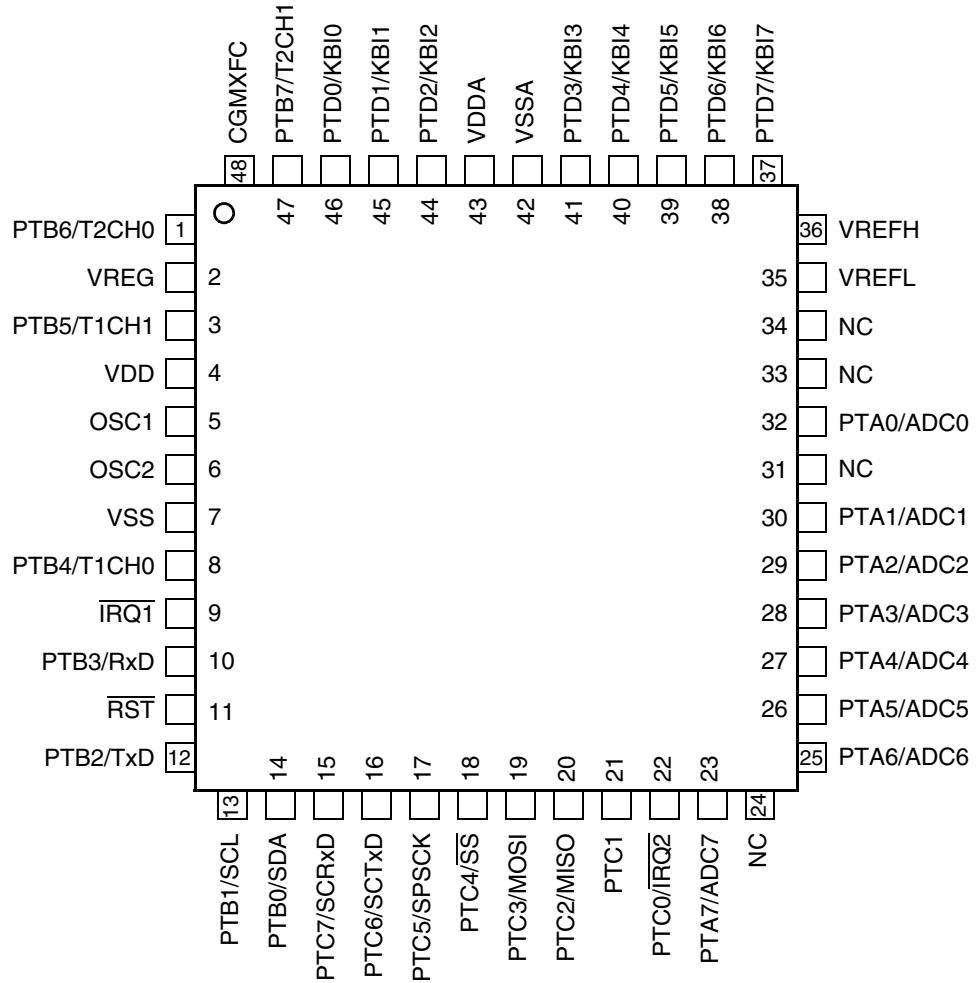 CGMXFC
PTB7/T2CH1
PTD0/KBI0
PTD1/KBI1
PTD2/KBI2
VDDA
VSSA
PTD3/KBI3
PTD4/KBI4
PTD5/KBI5
PTD6/KBI6
PTD7/KBI7
48
47
46
45
44
43
42
41
40
39
38
37
PTB6/T2CH0 1
VREG 2
PTB5/T1CH1 3
VDD 4
OSC1 5
OSC2 6
VSS 7
PTB4/T1CH0 8
IRQ1 9
PTB3/RxD 10
RST 11
PTB2/TxD 12
36 VREFH
35 VREFL
34 NC
33 NC
32 PTA0/ADC0
31 NC
30 PTA1/ADC1
29 PTA2/ADC2
28 PTA3/ADC3
27 PTA4/ADC4
26 PTA5/ADC5
25 PTA6/ADC6
13
14
15
16
17
18
19
20
21
22
23
24
PTB1/SCL
PTB0/SDA
PTC7/SCRxD
PTC6/SCTxD
PTC5/SPSCK
PTC4/SS
PTC3/MOSI
PTC2/MISO
PTC1
PTC0/IRQ2
PTA7/ADC7
NC